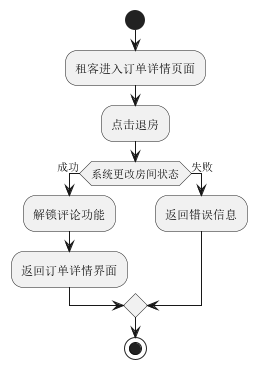 租客进入订单详情页面
点击退房
成功
系统更改房间状态
失败
解锁评论功能
返回错误信息
返回订单详情界面